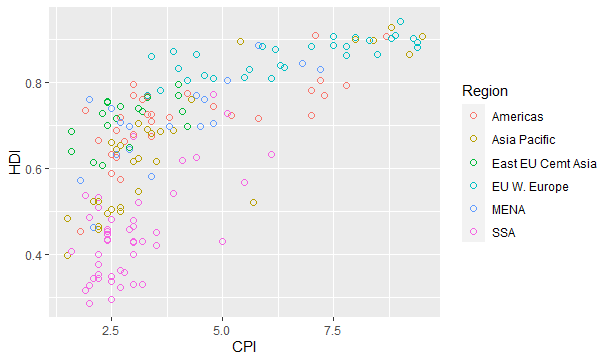 0.8
0.6
0.4
HDI
2.5
5.0
7.5
CPI
Region
Americas
Asia Pacific
East EU Cemt Asia
EU W. Europe
MENA
SSA